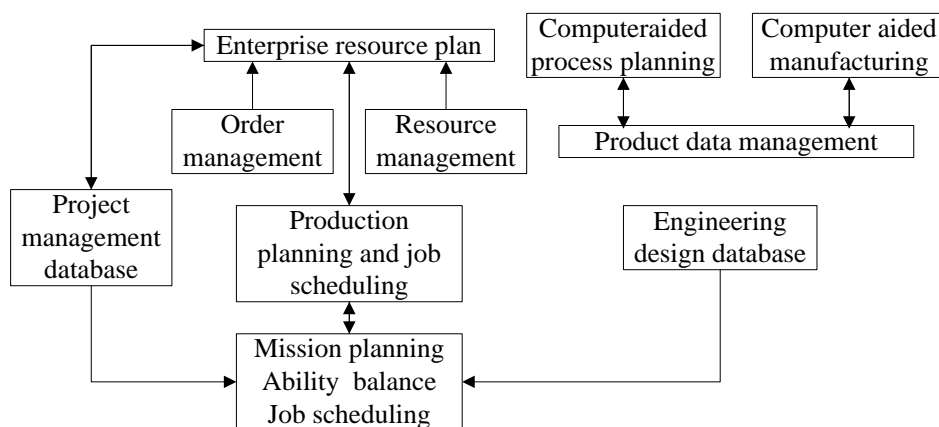 Enterprise resource plan
Computeraided
process planning
Computer aided
manufacturing
Order
management
Resource
management
Product data management
Project
management
database
Production
planning and job
scheduling
Engineering
design database
Mission planning
Ability balance
Job scheduling